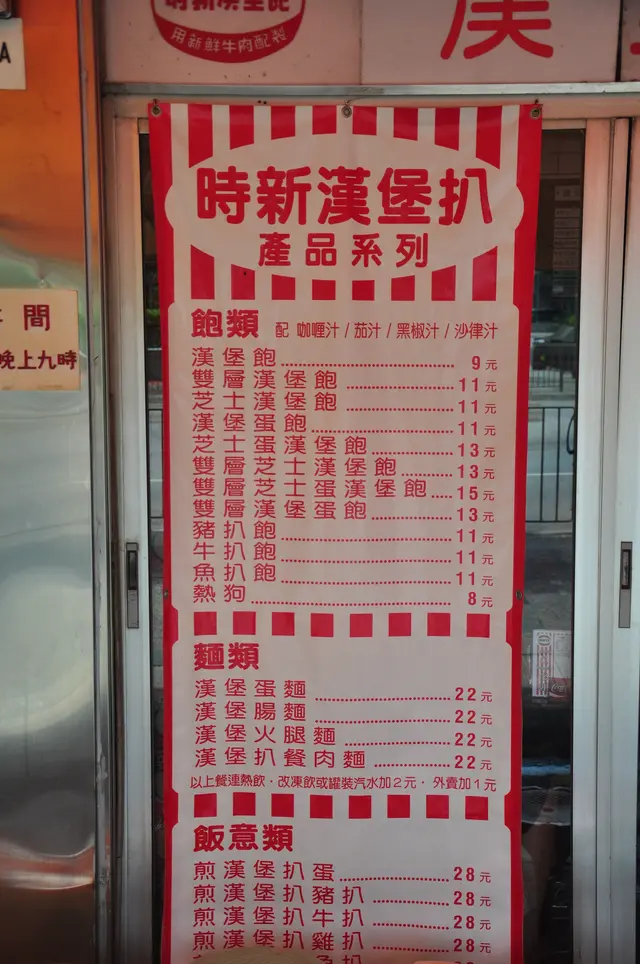 用新鮮牛肉配製
漢
A
間
晚上九時
時新漢堡扒
產品系列
飽類 配 咖喱汁/茄汁/黑椒汁/沙律汁
漢堡飽 9元
雙層漢堡飽 11元
芝士漢堡飽 11元
漢堡蛋飽 11元
芝士蛋漢堡飽 13元
雙層芝士漢堡飽 13元
雙層芝士蛋漢堡飽 15元
雙層漢堡蛋飽 13元
豬扒飽 11元
牛扒飽 11元
魚扒飽 11元
熱狗 8元
麵類
漢堡蛋麵 22元
漢堡腸麵 22元
漢堡火腿麵 22元
漢堡扒餐肉麵 22元
以上餐連熱飲·改凍飲或罐裝汽水加2元·外賣加1元
飯意類
煎漢堡扒蛋 28元
煎漢堡扒豬扒 28元
煎漢堡扒牛扒 28元
煎漢堡扒雞扒 28元